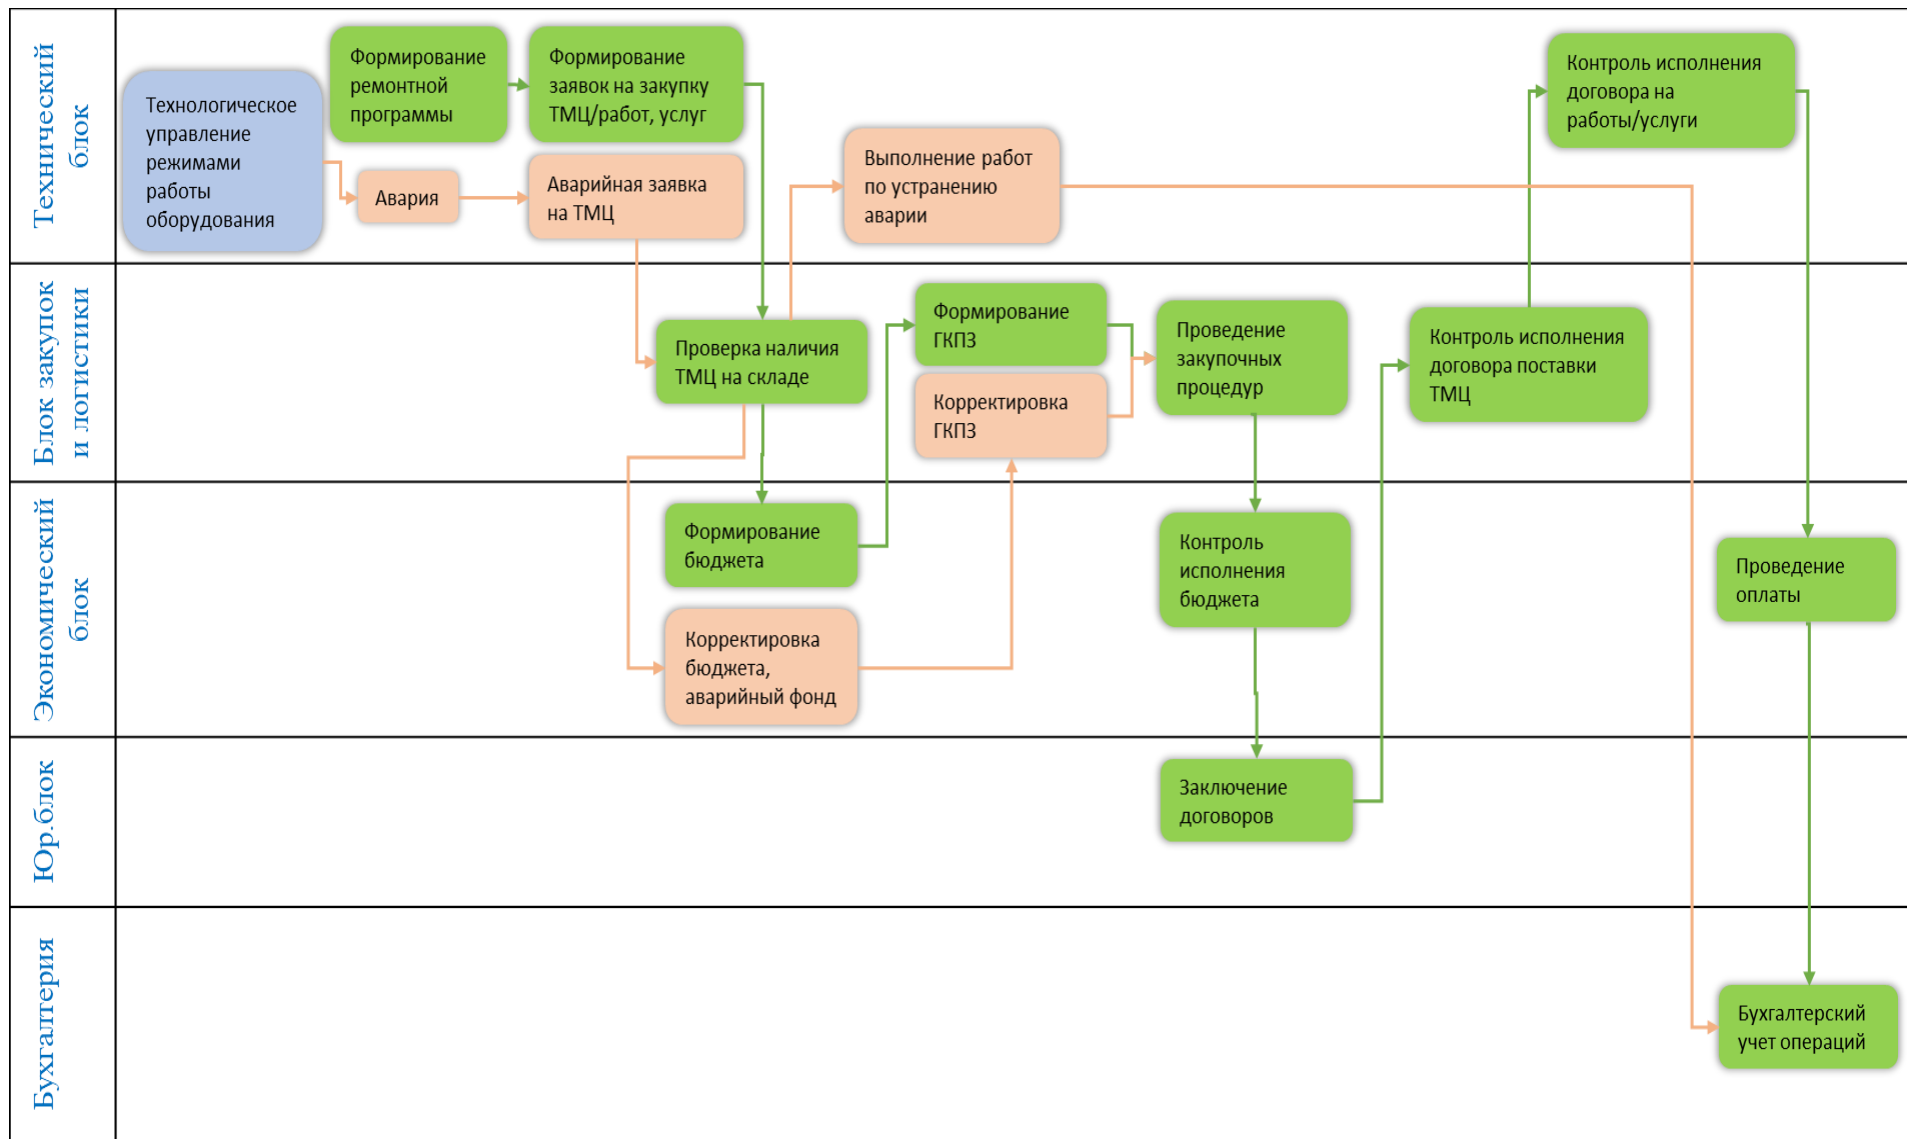 Технический
блок
Технологическое
управление
режимами
работы
оборудования
Формирование
ремонтной
программы
Формирование
заявок на закупку
ТМЦ/работ, услуг
Авария
Аварийная заявка
на ТМЦ
Выполнение работ
по устранению
аварии
Контроль исполнения
договора на
работы/услуги
Блок закупок
и логистики
Проверка наличия
ТМЦ на складе
Формирование
ГКПЗ
Корректировка
ГКПЗ
Проведение
закупочных
процедур
Контроль исполнения
договора поставки
ТМЦ
Экономический
блок
Формирование
бюджета
Корректировка
бюджета,
аварийный фонд
Контроль
исполнения
бюджета
Проведение
оплаты
Юр.блок
Заключение
договоров
Бухгалтерия
Бухгалтерский
учет операций